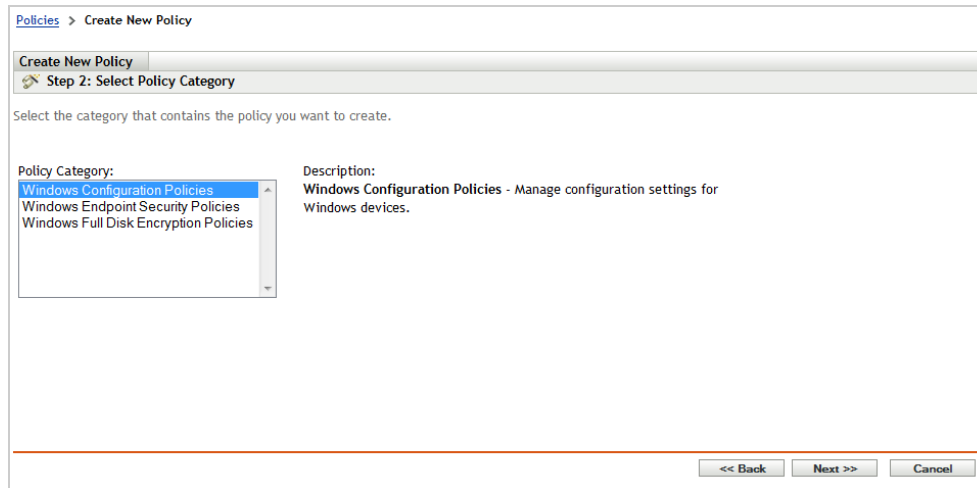 Policies > Create New Policy
Create New Policy
Step 2: Select Policy Category
Select the category that contains the policy you want to create.
Policy Category:
Windows Configuration Policies
Windows Endpoint Security Policies
Windows Full Disk Encryption Policies
Description:
Windows Configuration Policies - Manage configuration settings for
Windows devices.
<< Back Next >> Cancel